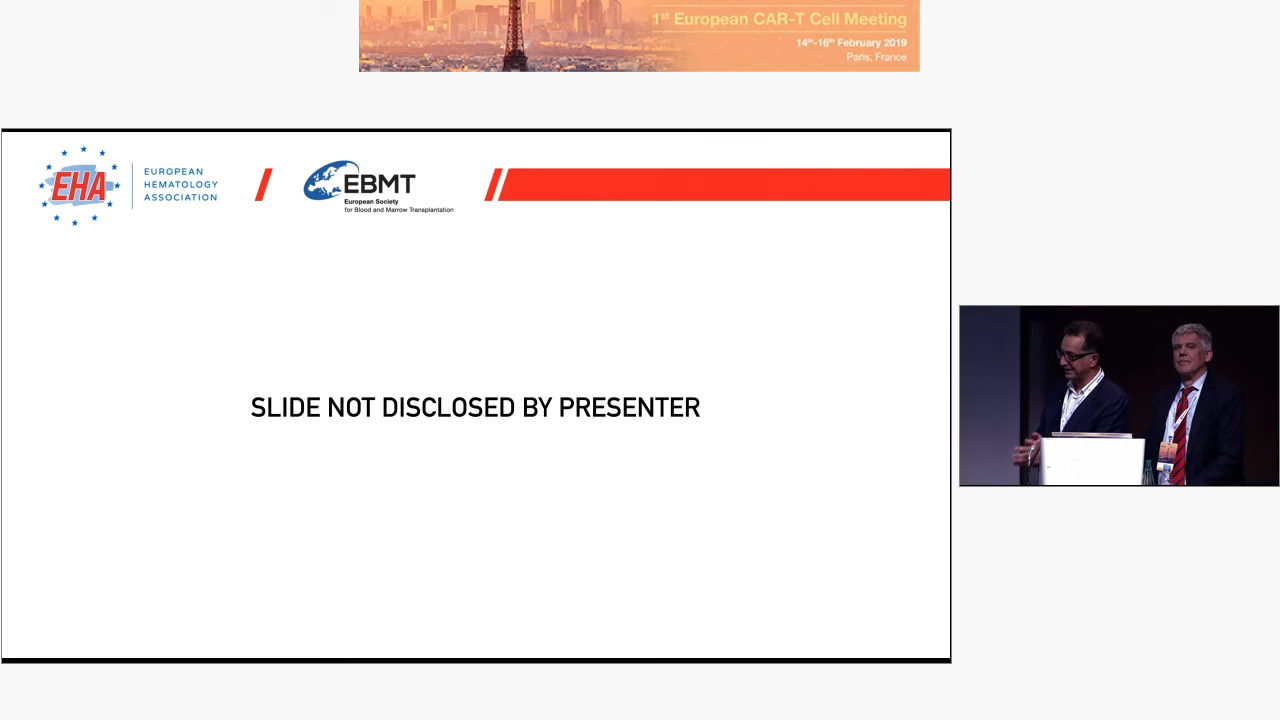 1st European CAR-T Cell Meeting
14th-16th February 2019
Paris, France
EHA
EUROPEAN
HEMATOLOGY
ASSOCIATION
EBMT
European Society
for Blood and Marrow Transplantation
SLIDE NOT DISCLOSED BY PRESENTER